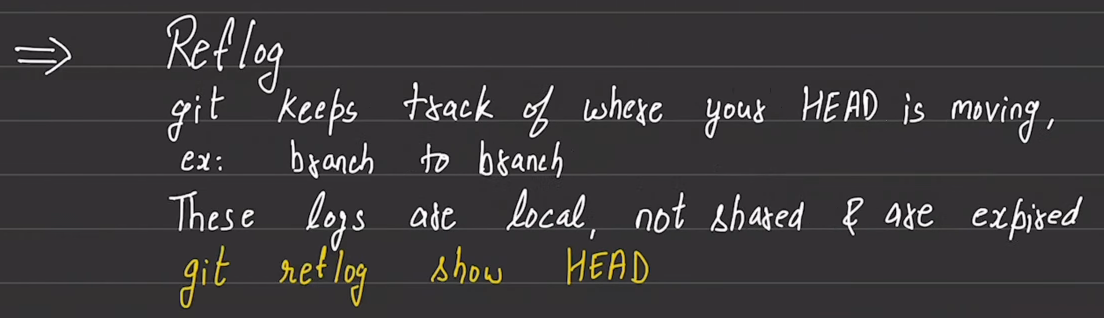 ⇒ Reflog
git keeps track of where your HEAD is moving,
ex: branch to branch
These logs are local, not shared & are expired
git reflog show HEAD